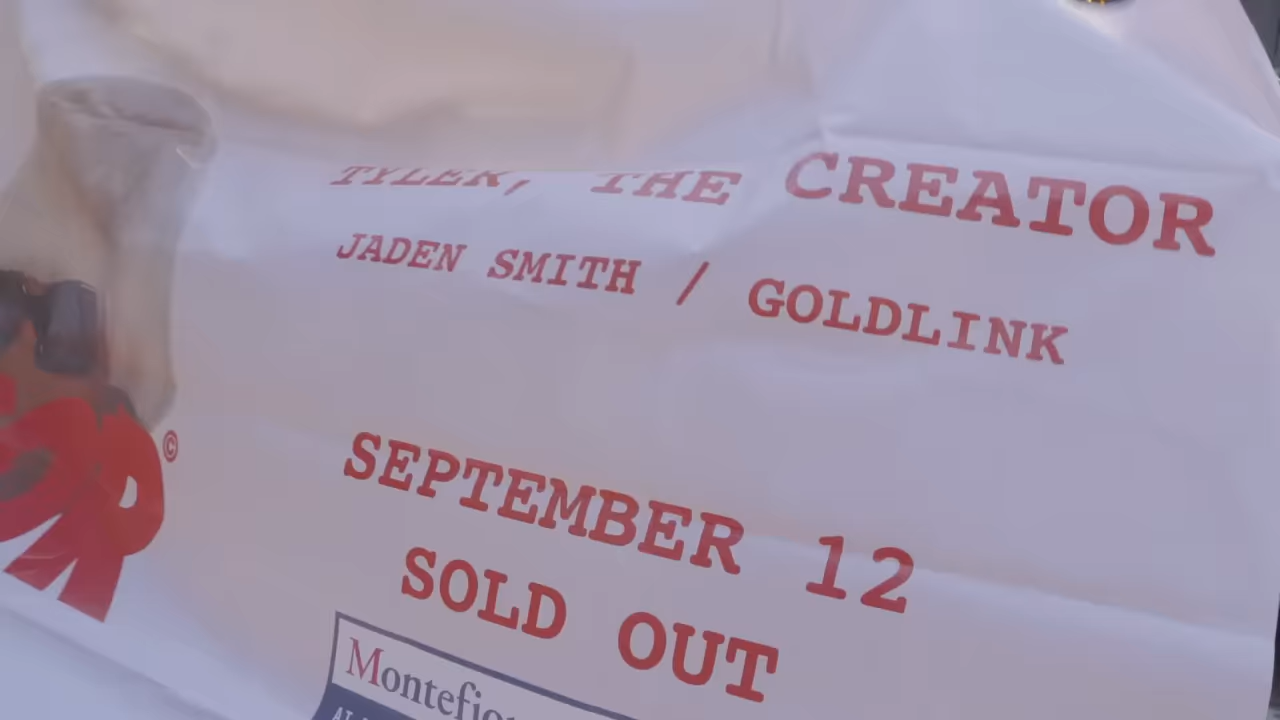 TYLER, THE CREATOR
JADEN SMITH / GOLDLINK
SEPTEMBER 12
SOLD OUT
©